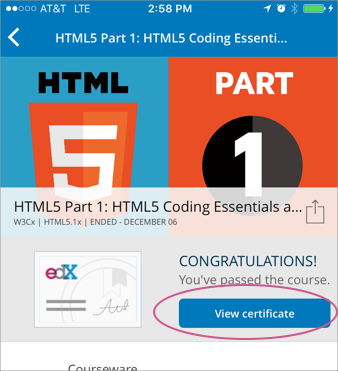 AT&T LTE 2:58 PM
HTML5 Part 1: HTML5 Coding Essenti...
HTML PART
5 1
HTML5 Part 1: HTML5 Coding Essentials a...
W3Cx | HTML5.1x | ENDED - DECEMBER 06
edX
CONGRATULATIONS!
You've passed the course.
View certificate
Courseware